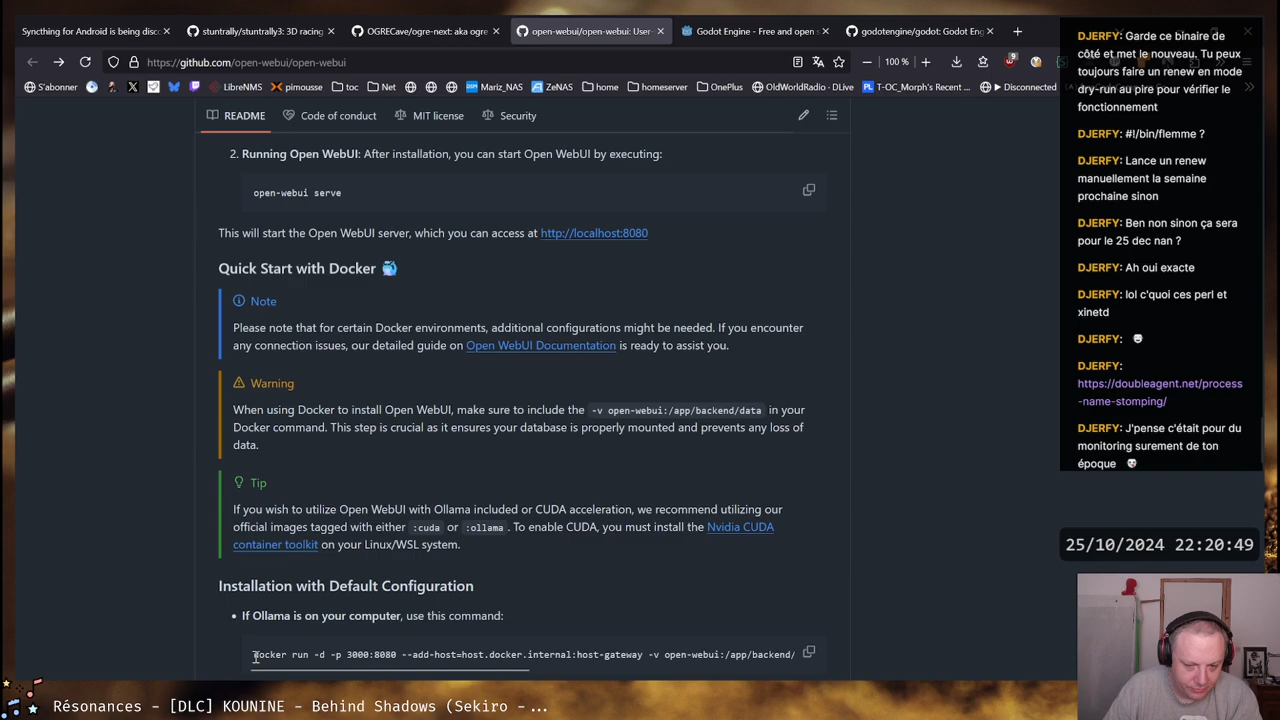 Syncthing for Android is being disc
stuntrally/stuntrally3: 3D racing
OGRECave/ogre-next: aka ogre
open-webui/open-webui: User-
Godot Engine - Free and open s
godotengine/godot: Godot Eng
https://github.com/open-webui/open-webui
100 %
9
S'abonner
LibreNMS
pimousse
toc
Net
Mariz_NAS
ZeNAS
home
homeserver
OnePlus
OldWorldRadio - DLive
T-OC_Morph's Recent ...
Disconnected
README
Code of conduct
MIT license
Security
2. Running Open WebUI: After installation, you can start Open WebUI by executing:
open-webui serve
This will start the Open WebUI server, which you can access at http://localhost:8080
Quick Start with Docker
Note
Please note that for certain Docker environments, additional configurations might be needed. If you encounter
any connection issues, our detailed guide on Open WebUI Documentation is ready to assist you.
Warning
When using Docker to install Open WebUI, make sure to include the -v open-webui:/app/backend/data in your
Docker command. This step is crucial as it ensures your database is properly mounted and prevents any loss of
data.
Tip
If you wish to utilize Open WebUI with Ollama included or CUDA acceleration, we recommend utilizing our
official images tagged with either :cuda or :ollama. To enable CUDA, you must install the Nvidia CUDA
container toolkit on your Linux/WSL system.
Installation with Default Configuration
• If Ollama is on your computer, use this command:
docker run -d -p 3000:8080 --add-host=host.docker.internal:host-gateway -v open-webui:/app/backend/
DJERFY: Garde ce binaire de
côté et met le nouveau. Tu peux
toujours faire un renew en mode
dry-run au pire pour vérifier le
fonctionnement
DJERFY: #!/bin/flemme ?
DJERFY: Lance un renew
manuellement la semaine
prochaine sinon
DJERFY: Ben non sinon ça sera
pour le 25 dec nan ?
DJERFY: Ah oui exacte
DJERFY: lol c'quoi ces perl et
xinetd
DJERFY:
DJERFY:
https://doubleagent.net/process
-name-stomping/
DJERFY: J'pense c'était pour du
monitoring surement de ton
époque
25/10/2024 22:20:49
Résonances - [DLC] KOUNINE - Behind Shadows (Sekiro -...